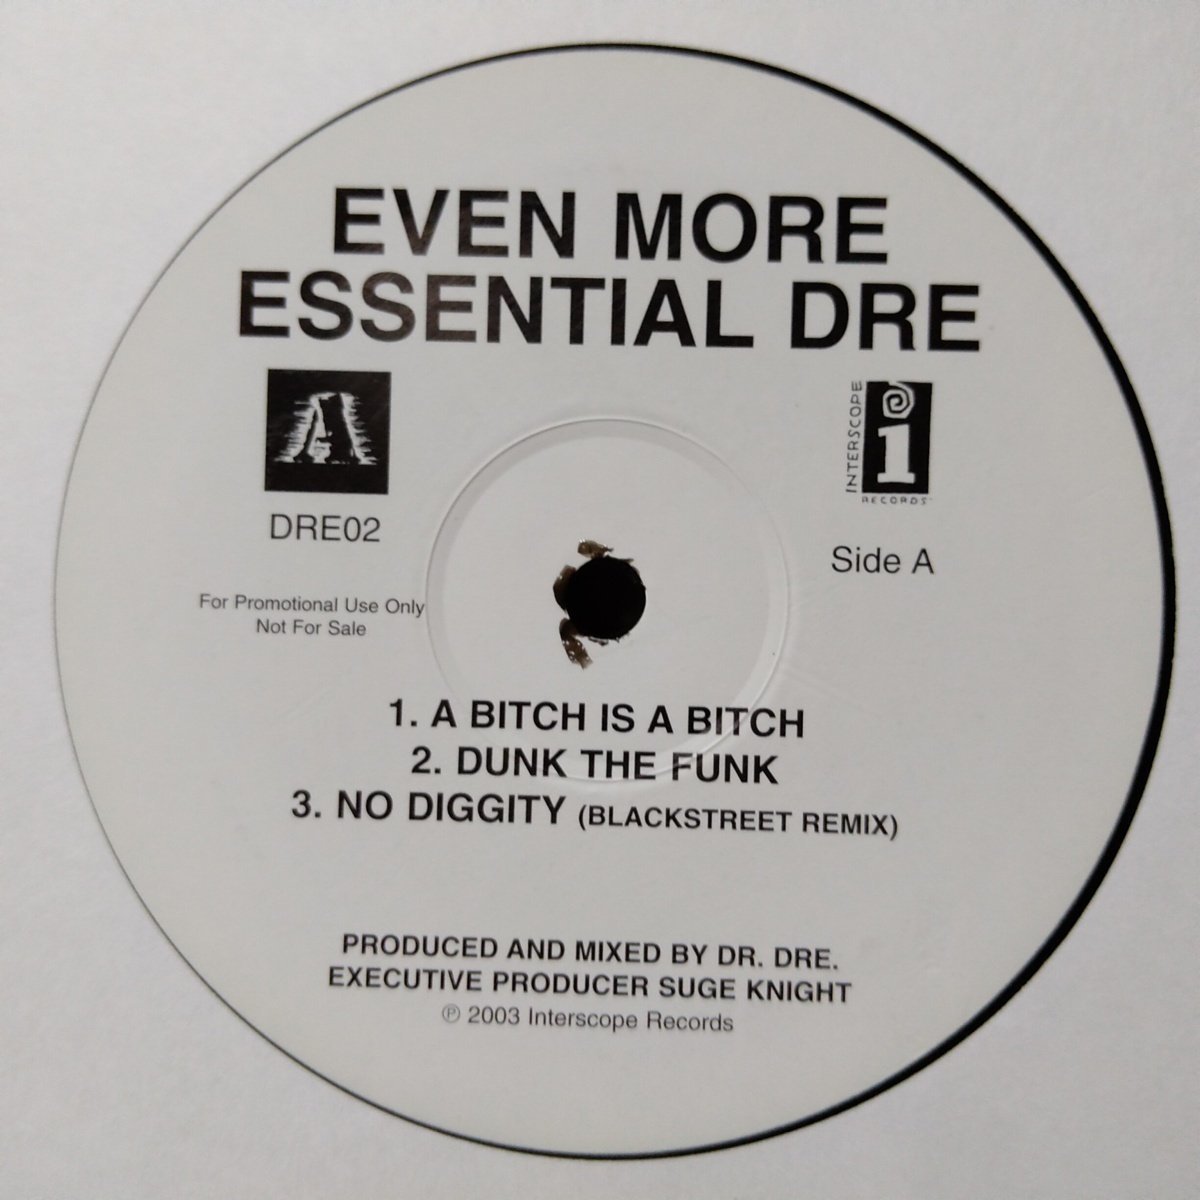 EVEN MORE
ESSENTIAL DRE
A
INTERSCOPE
i
RECORDS
DRE02
Side A
For Promotional Use Only
Not For Sale
1. A BITCH IS A BITCH
2. DUNK THE FUNK
3. NO DIGGITY (BLACKSTREET REMIX)
PRODUCED AND MIXED BY DR. DRE.
EXECUTIVE PRODUCER SUGE KNIGHT
℗ 2003 Interscope Records